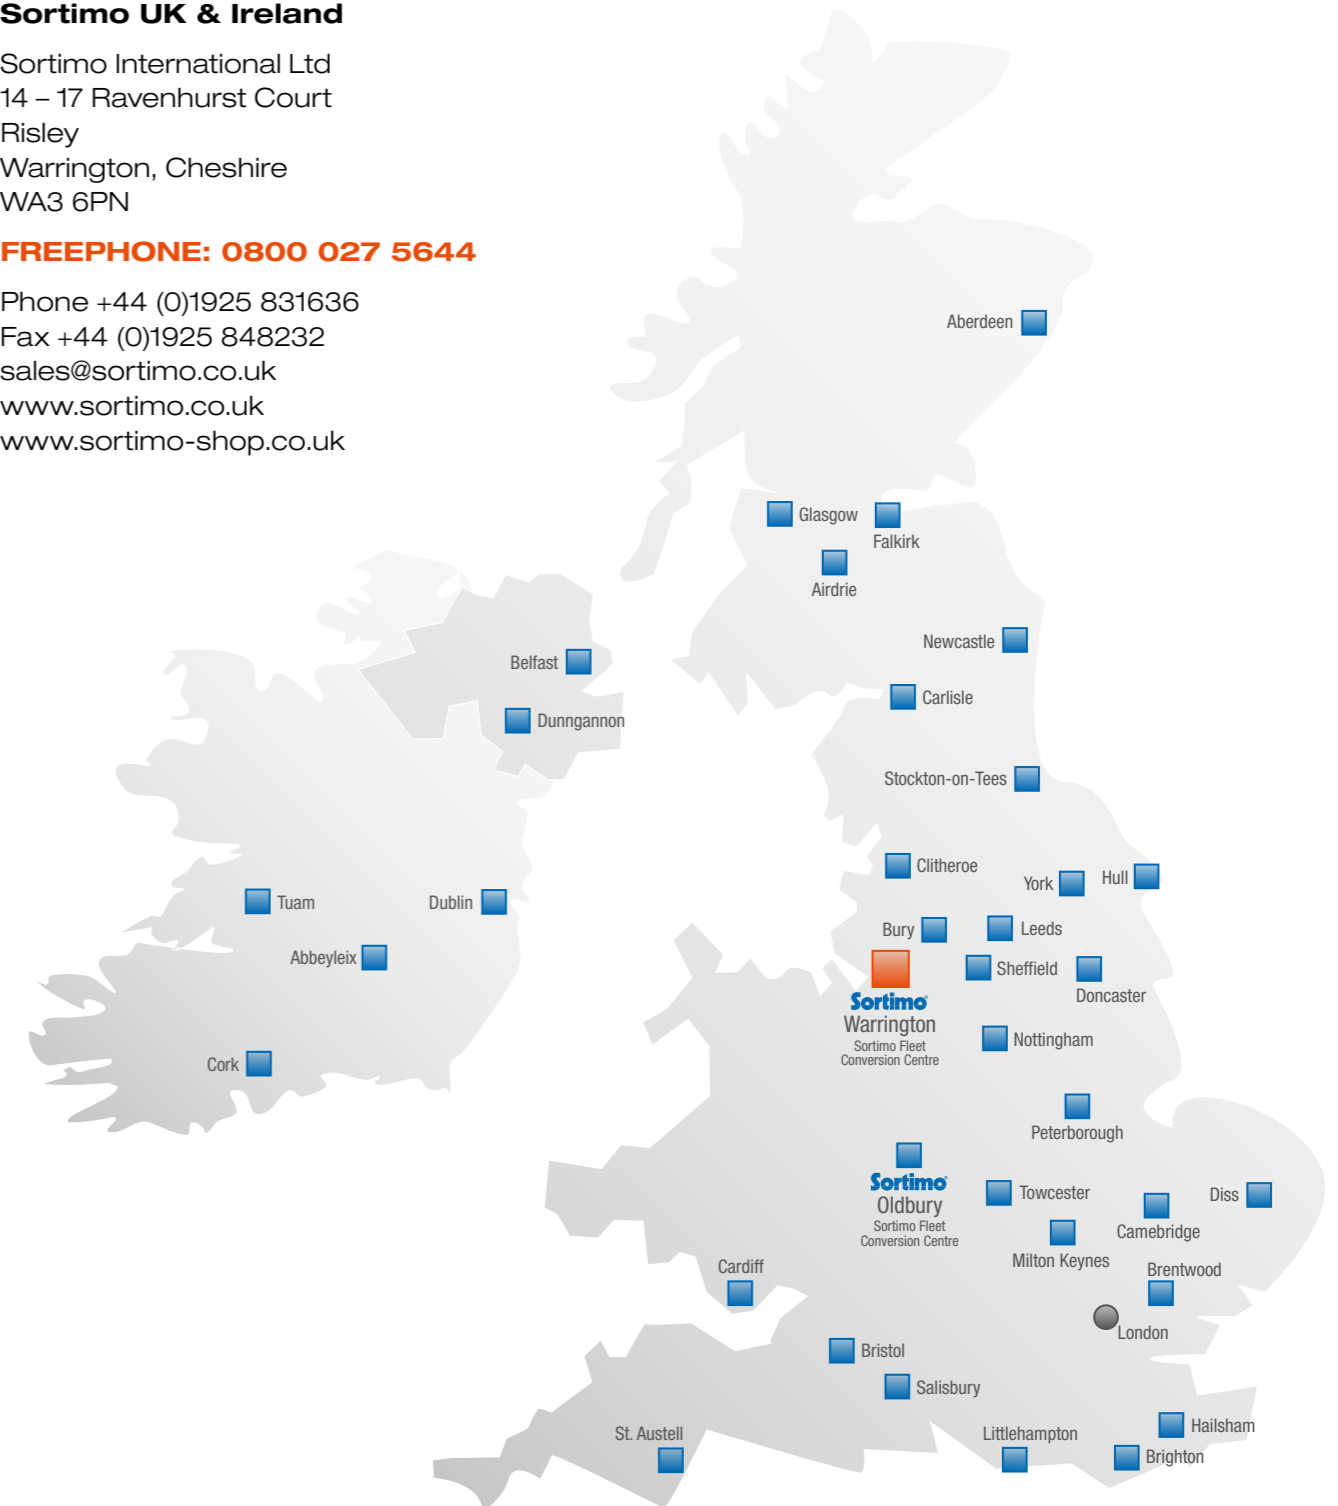 Sortimo UK & Ireland
Sortimo International Ltd
14 – 17 Ravenhurst Court
Risley
Warrington, Cheshire
WA3 6PN
FREEPHONE: 0800 027 5644
Phone +44 (0)1925 831636
Fax +44 (0)1925 848232
sales@sortimo.co.uk
www.sortimo.co.uk
www.sortimo-shop.co.uk
Aberdeen
Glasgow
Falkirk
Airdrie
Newcastle
Belfast
Carlisle
Dunngannon
Stockton-on-Tees
Clitheroe
York
Hull
Tuam
Dublin
Bury
Leeds
Abbeyleix
Sheffield
Doncaster
Sortimo®
Warrington
Sortimo Fleet
Conversion Centre
Nottingham
Cork
Peterborough
Sortimo®
Oldbury
Sortimo Fleet
Conversion Centre
Towcester
Diss
Camebridge
Milton Keynes
Cardiff
Brentwood
London
Bristol
Salisbury
St. Austell
Littlehampton
Hailsham
Brighton